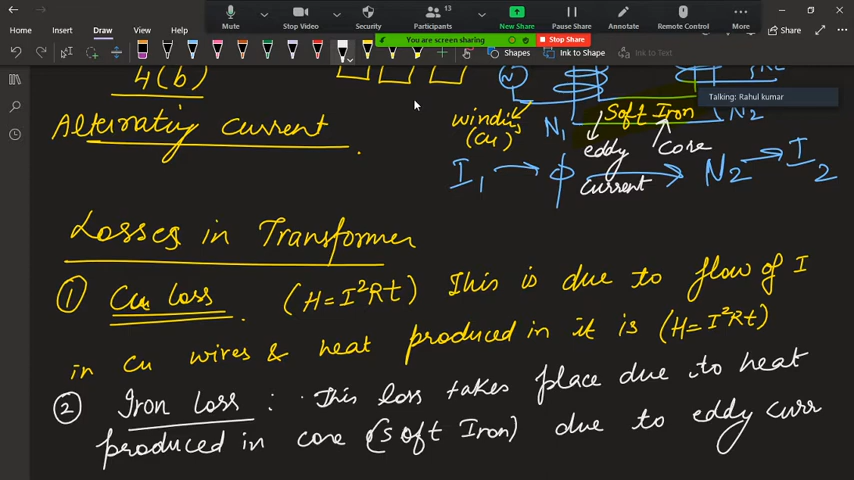 Mute
Stop Video
Security
13
Participants
New Share
Pause Share
Annotate
Remote Control
More
Home
Insert
Draw
View
You are screen sharing
Stop Share
Shapes
Ink to Shape
Ink to Text
Talking: Rahul kumar
4(b)
Alternating Current.
N
windin
(Cu)
N1
Soft Iron
N2
eddy
Core
Current
I1 → ϕ → N2 → I2
Losses in Transformer
① Cu loss. (H=I²Rt) This is due to flow of I
in Cu wires & heat produced in it is (H=I²Rt)
② Iron Loss : This loss takes place due to heat
produced in core (Soft Iron) due to eddy curr